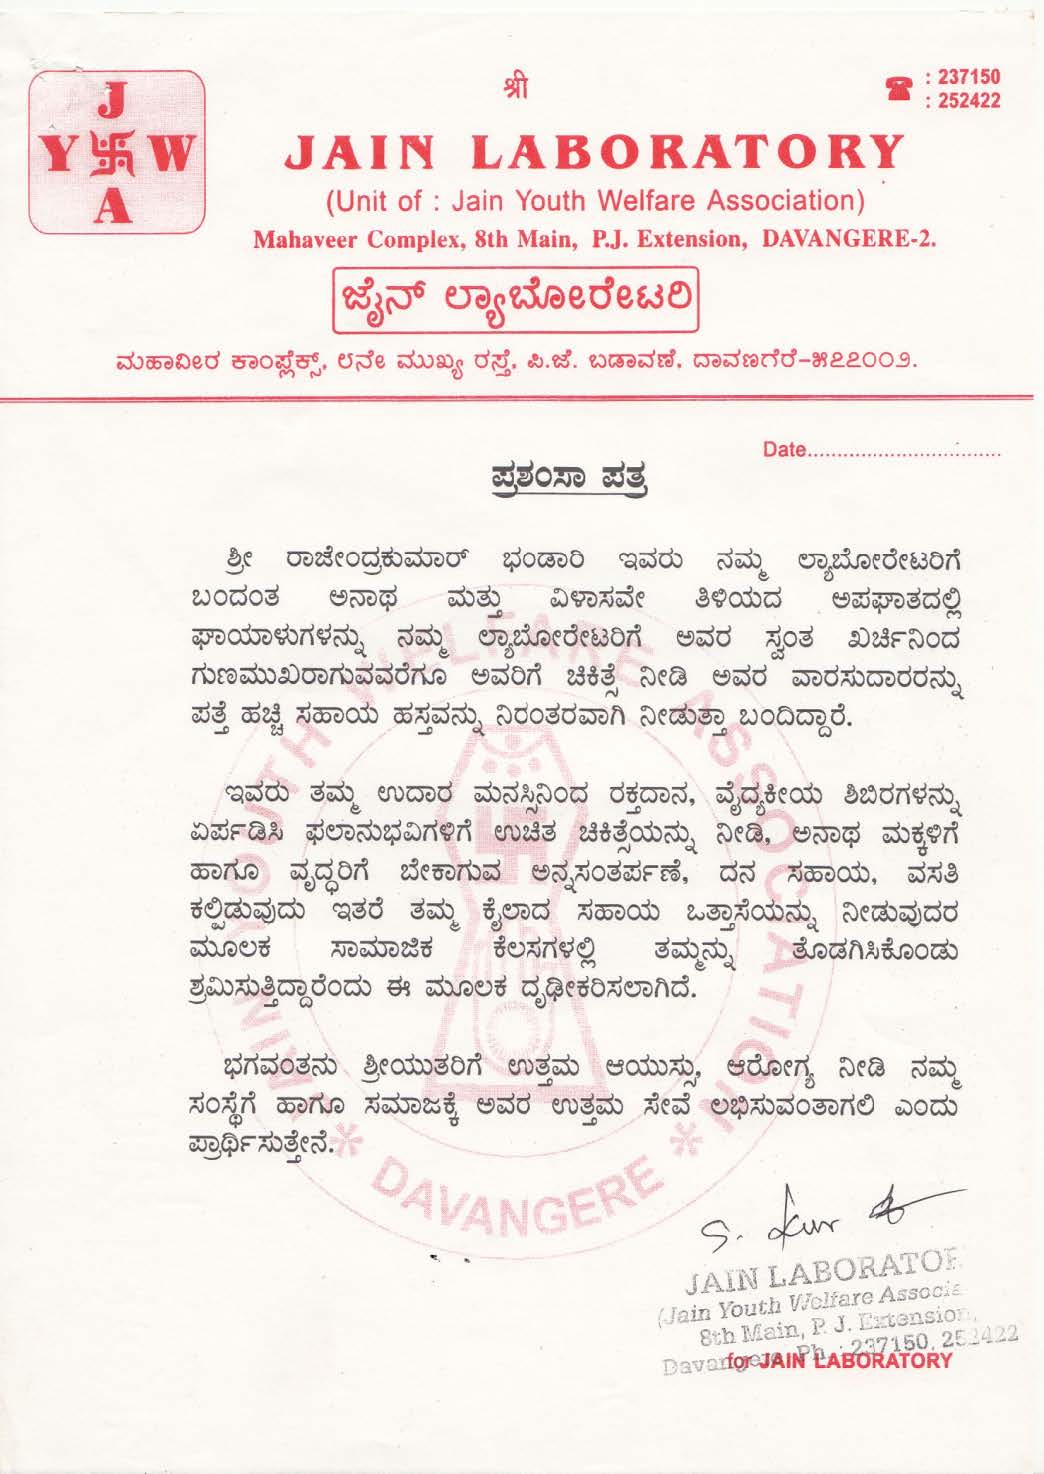 श्री
: 237150
: 252422
J
Y W
A
JAIN LABORATORY
(Unit of : Jain Youth Welfare Association)
Mahaveer Complex, 8th Main, P.J. Extension, DAVANGERE-2.
ಜೈನ್ ಲ್ಯಾಬೋರೇಟರಿ
ಮಹಾವೀರ ಕಾಂಪ್ಲೆಕ್ಸ್, ೮ನೇ ಮುಖ್ಯ ರಸ್ತೆ, ಪಿ.ಜೆ. ಬಡಾವಣೆ, ದಾವಣಗೆರೆ-೫೭೭೦೦೨.
Date................................
ಪ್ರಶಂಸಾ ಪತ್ರ
ಶ್ರೀ ರಾಜೇಂದ್ರಕುಮಾರ್ ಭಂಡಾರಿ ಇವರು ನಮ್ಮ ಲ್ಯಾಬೋರೇಟರಿಗೆ
ಬಂದಂತ ಅನಾಥ ಮತ್ತು ವಿಳಾಸವೇ ತಿಳಿಯದ ಅಪಘಾತದಲ್ಲಿ
ಘಾಯಾಳುಗಳನ್ನು ನಮ್ಮ ಲ್ಯಾಬೋರೇಟರಿಗೆ ಅವರ ಸ್ವಂತ ಖರ್ಚಿನಿಂದ
ಗುಣಮುಖರಾಗುವವರೆಗೂ ಅವರಿಗೆ ಚಿಕಿತ್ಸೆ ನೀಡಿ ಅವರ ವಾರಸುದಾರರನ್ನು
ಪತ್ತೆ ಹಚ್ಚಿ ಸಹಾಯ ಹಸ್ತವನ್ನು ನಿರಂತರವಾಗಿ ನೀಡುತ್ತಾ ಬಂದಿದ್ದಾರೆ.
ಇವರು ತಮ್ಮ ಉದಾರ ಮನಸ್ಸಿನಿಂದ ರಕ್ತದಾನ, ವೈದ್ಯಕೀಯ ಶಿಬಿರಗಳನ್ನು
ಏರ್ಪಡಿಸಿ ಫಲಾನುಭವಿಗಳಿಗೆ ಉಚಿತ ಚಿಕಿತ್ಸೆಯನ್ನು ನೀಡಿ, ಅನಾಥ ಮಕ್ಕಳಿಗೆ
ಹಾಗೂ ವೃದ್ಧರಿಗೆ ಬೇಕಾಗುವ ಅನ್ನಸಂತರ್ಪಣೆ, ದನ ಸಹಾಯ, ವಸತಿ
ಕಲ್ಪಿಡುವುದು ಇತರೆ ತಮ್ಮ ಕೈಲಾದ ಸಹಾಯ ಒತ್ತಾಸೆಯನ್ನು ನೀಡುವುದರ
ಮೂಲಕ ಸಾಮಾಜಿಕ ಕೆಲಸಗಳಲ್ಲಿ ತಮ್ಮನ್ನು ತೊಡಗಿಸಿಕೊಂಡು
ಶ್ರಮಿಸುತ್ತಿದ್ದಾರೆಂದು ಈ ಮೂಲಕ ದೃಢೀಕರಿಸಲಾಗಿದೆ.
ಭಗವಂತನು ಶ್ರೀಯುತರಿಗೆ ಉತ್ತಮ ಆಯುಸ್ಸು, ಆರೋಗ್ಯ ನೀಡಿ ನಮ್ಮ
ಸಂಸ್ಥೆಗೆ ಹಾಗೂ ಸಮಾಜಕ್ಕೆ ಅವರ ಉತ್ತಮ ಸೇವೆ ಲಭಿಸುವಂತಾಗಲಿ ಎಂದು
ಪ್ರಾರ್ಥಿಸುತ್ತೇನೆ.
JAIN YOUTH WELFARE ASSOCIATION
* DAVANGERE *
JAIN LABORATOR
(Jain Youth Welfare Associa
8th Main, P. J. Extension,
Davangere. Ph. : 237150, 252422
for JAIN LABORATORY